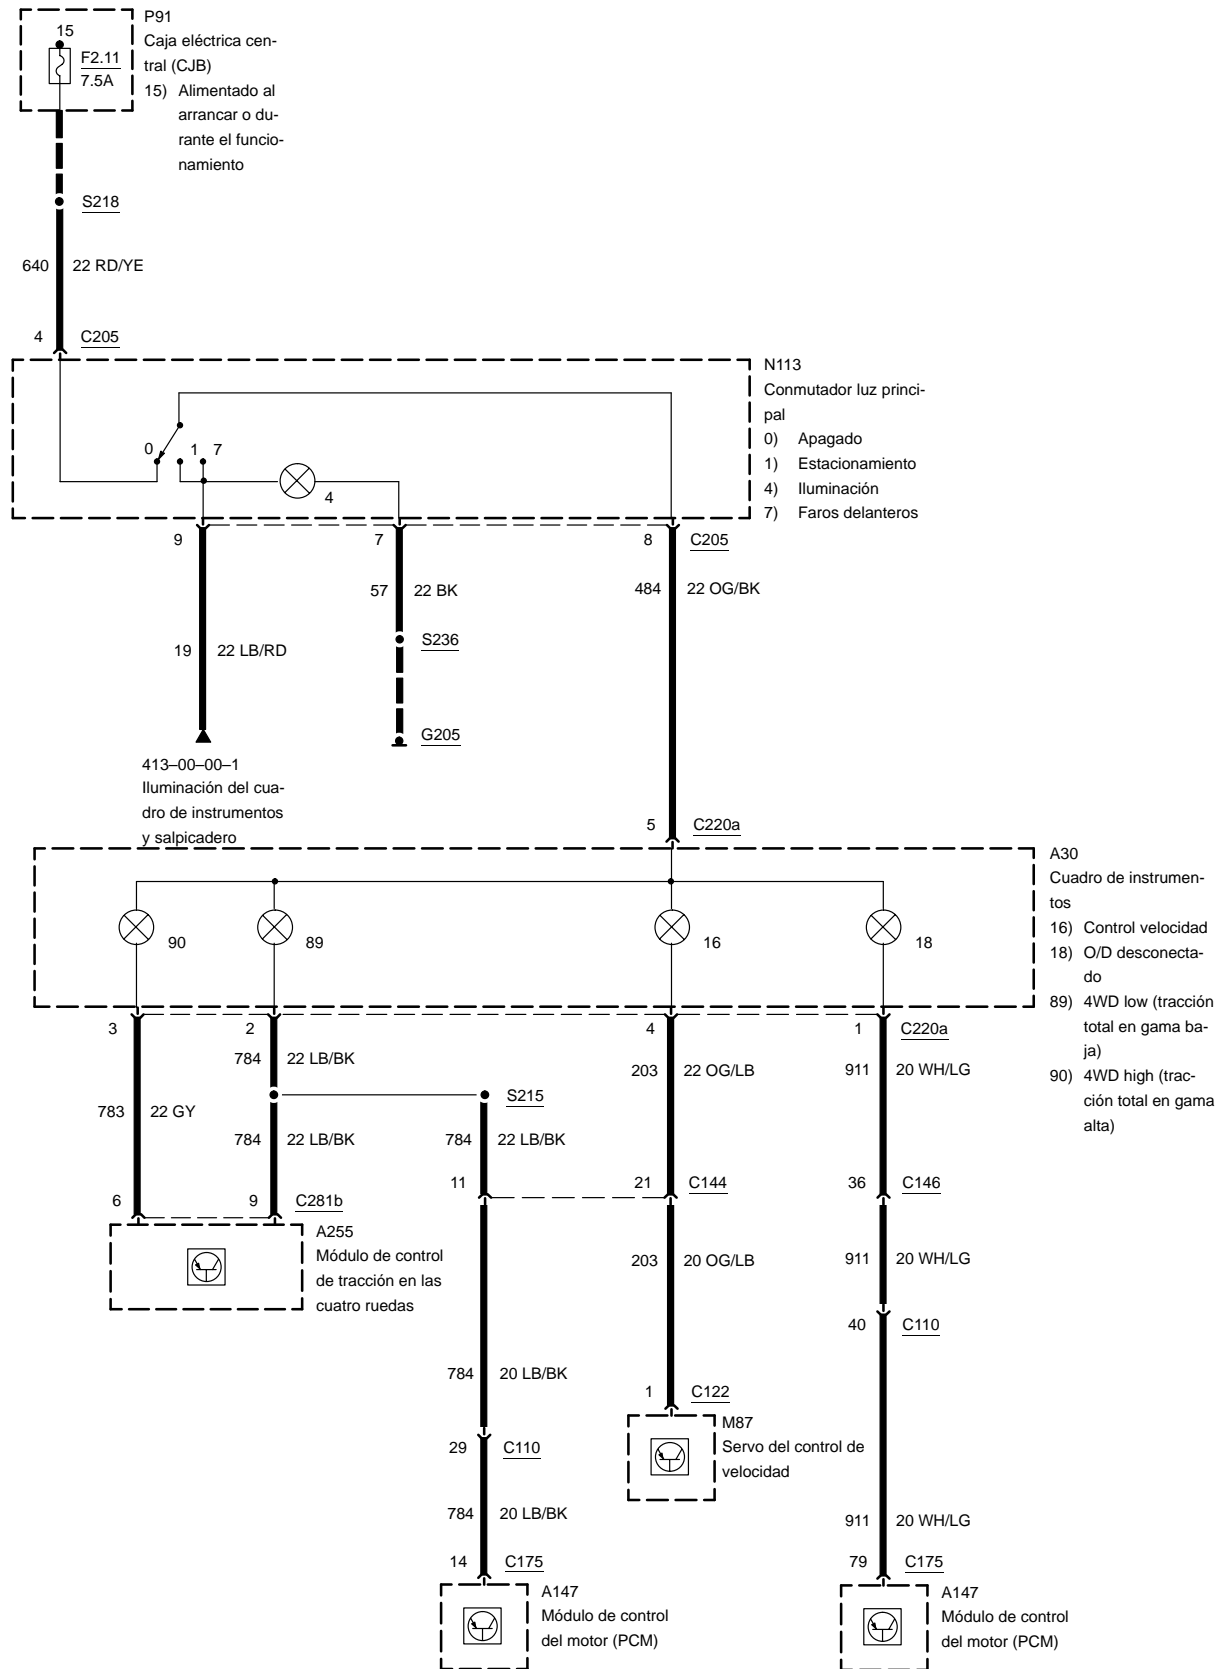 P91
Caja eléctrica cen-
tral (CJB)
15) Alimentado al
arrancar o du-
rante el funcio-
namiento
15
F2.11
7.5A
S218
640 22 RD/YE
4 C205
N113
Conmutador luz princi-
pal
0) Apagado
1) Estacionamiento
4) Iluminación
7) Faros delanteros
0 1 7
4
9 7 8 C205
57 22 BK 484 22 OG/BK
S236
19 22 LB/RD
G205
413–00–00–1
Iluminación del cua-
dro de instrumentos
y salpicadero
5 C220a
A30
Cuadro de instrumen-
tos
16) Control velocidad
18) O/D desconecta-
do
89) 4WD low (tracción
total en gama ba-
ja)
90) 4WD high (trac-
ción total en gama
alta)
90 89 16 18
3 2 4 1 C220a
784 22 LB/BK 203 22 OG/LB 911 20 WH/LG
S215
783 22 GY
784 22 LB/BK 784 22 LB/BK
11 21 C144 36 C146
6 9 C281b
A255
Módulo de control
de tracción en las
cuatro ruedas
203 20 OG/LB 911 20 WH/LG
40 C110
784 20 LB/BK
1 C122
M87
Servo del control de
velocidad
29 C110
784 20 LB/BK 911 20 WH/LG
14 C175 79 C175
A147
Módulo de control
del motor (PCM)
A147
Módulo de control
del motor (PCM)